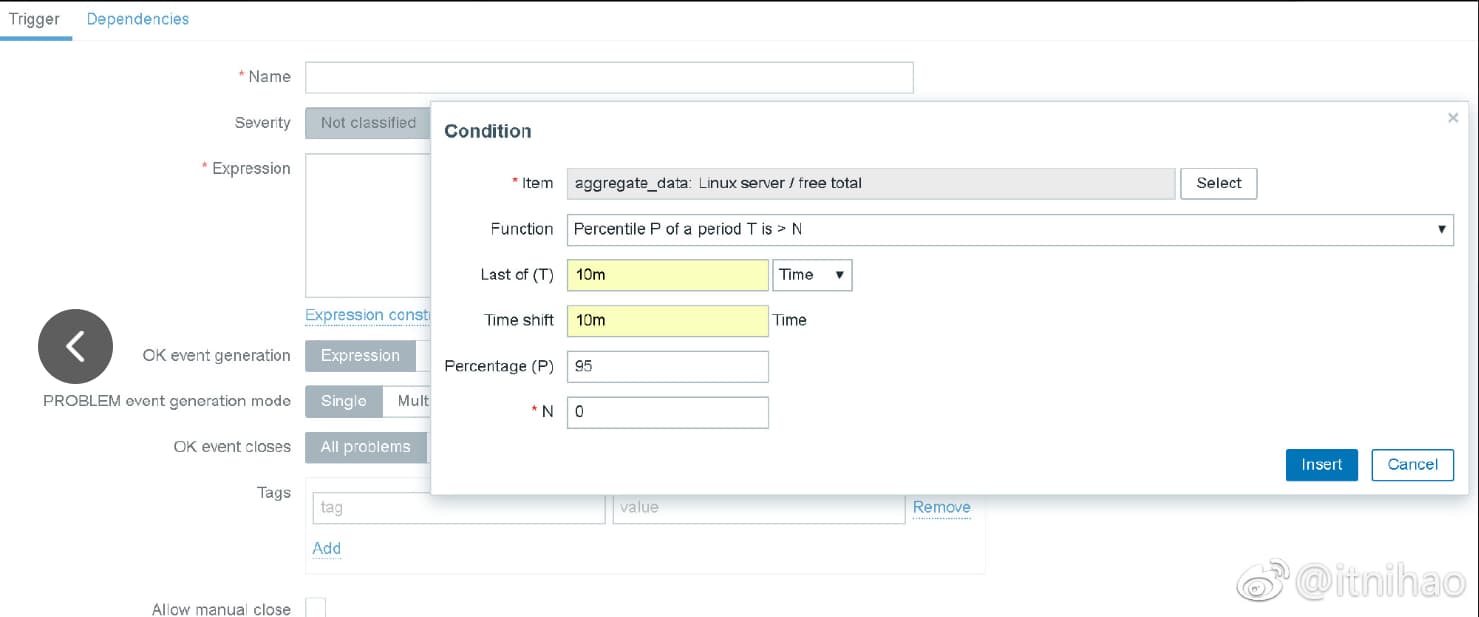 Trigger Dependencies
* Name
Severity Not classified
* Expression
Expression const
OK event generation Expression
PROBLEM event generation mode Single Mult
OK event closes All problems
Tags tag value Remove
Add
Allow manual close
Condition ×
* Item aggregate_data: Linux server / free total Select
Function Percentile P of a period T is > N
Last of (T) 10m Time
Time shift 10m Time
Percentage (P) 95
* N 0
Insert Cancel
@itnihao